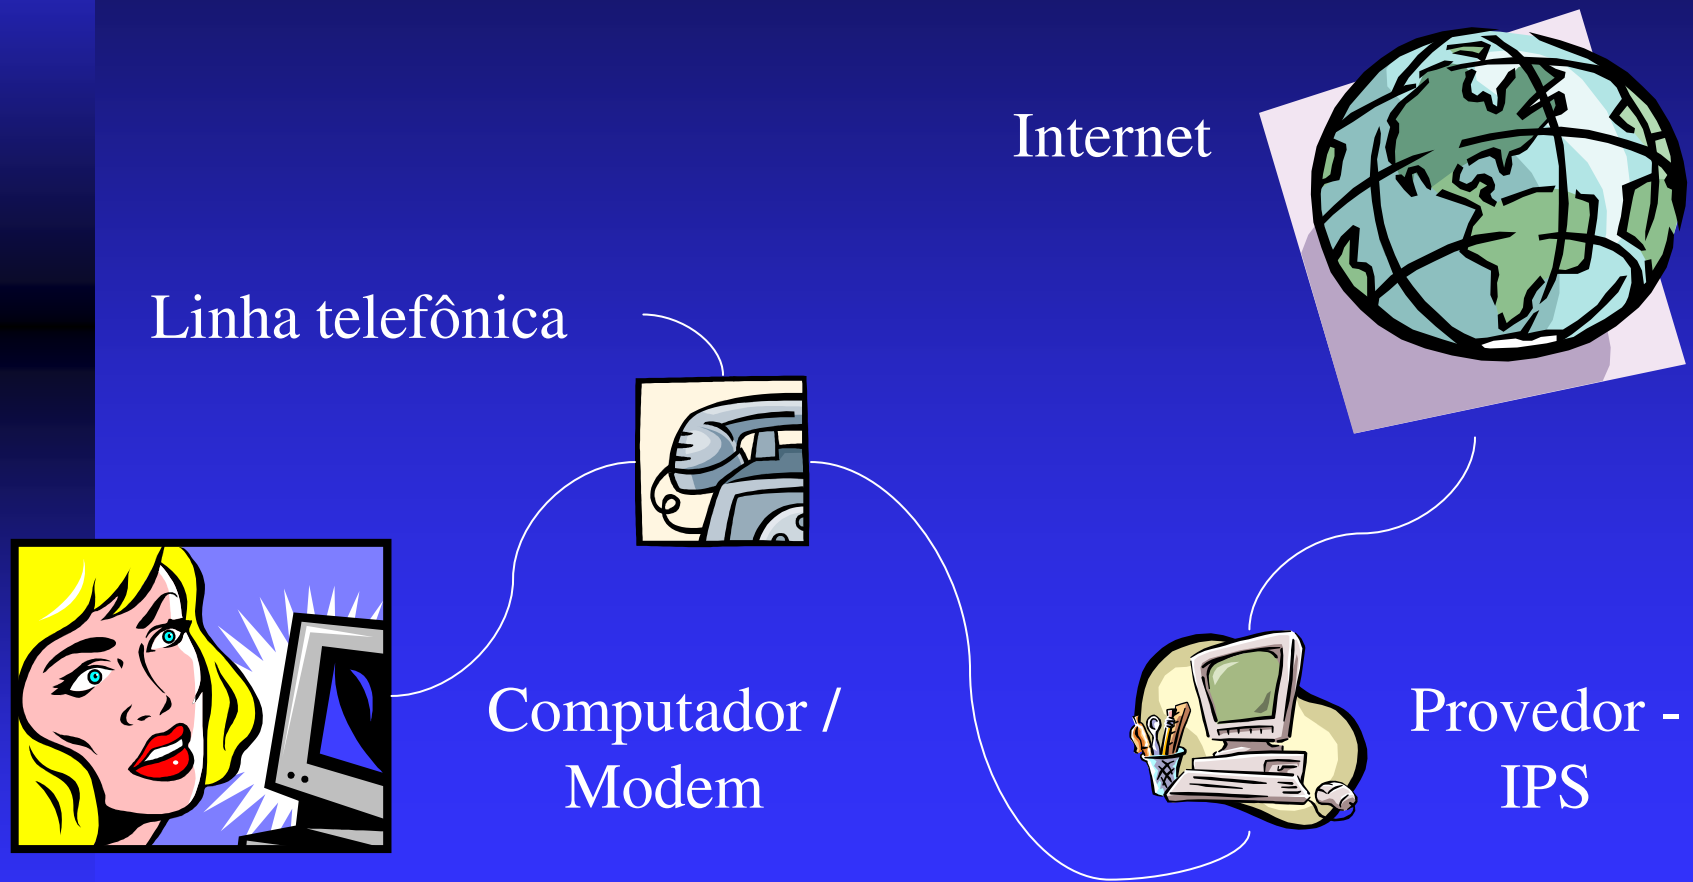 Internet
Linha telefônica
Computador /
Modem
Provedor -
IPS